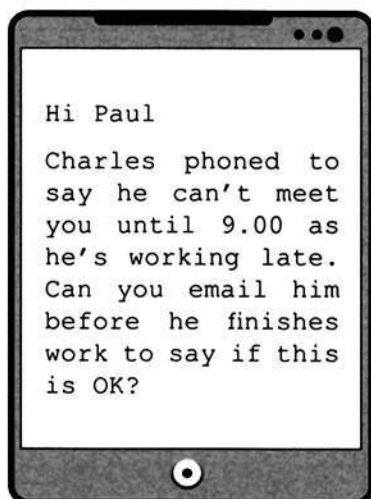 Hi Paul
Charles phoned to
say he can't meet
you until 9.00 as
he's working late.
Can you email him
before he finishes
work to say if this
is OK?